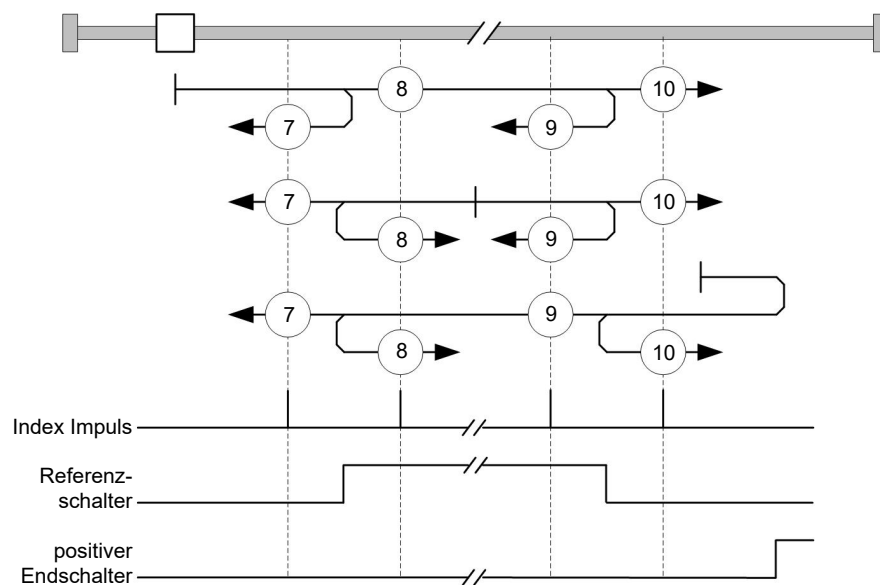 8
10
7
9
7
10
8
9
7
9
8
10
Index Impuls
Referenz-
schalter
positiver
Endschalter